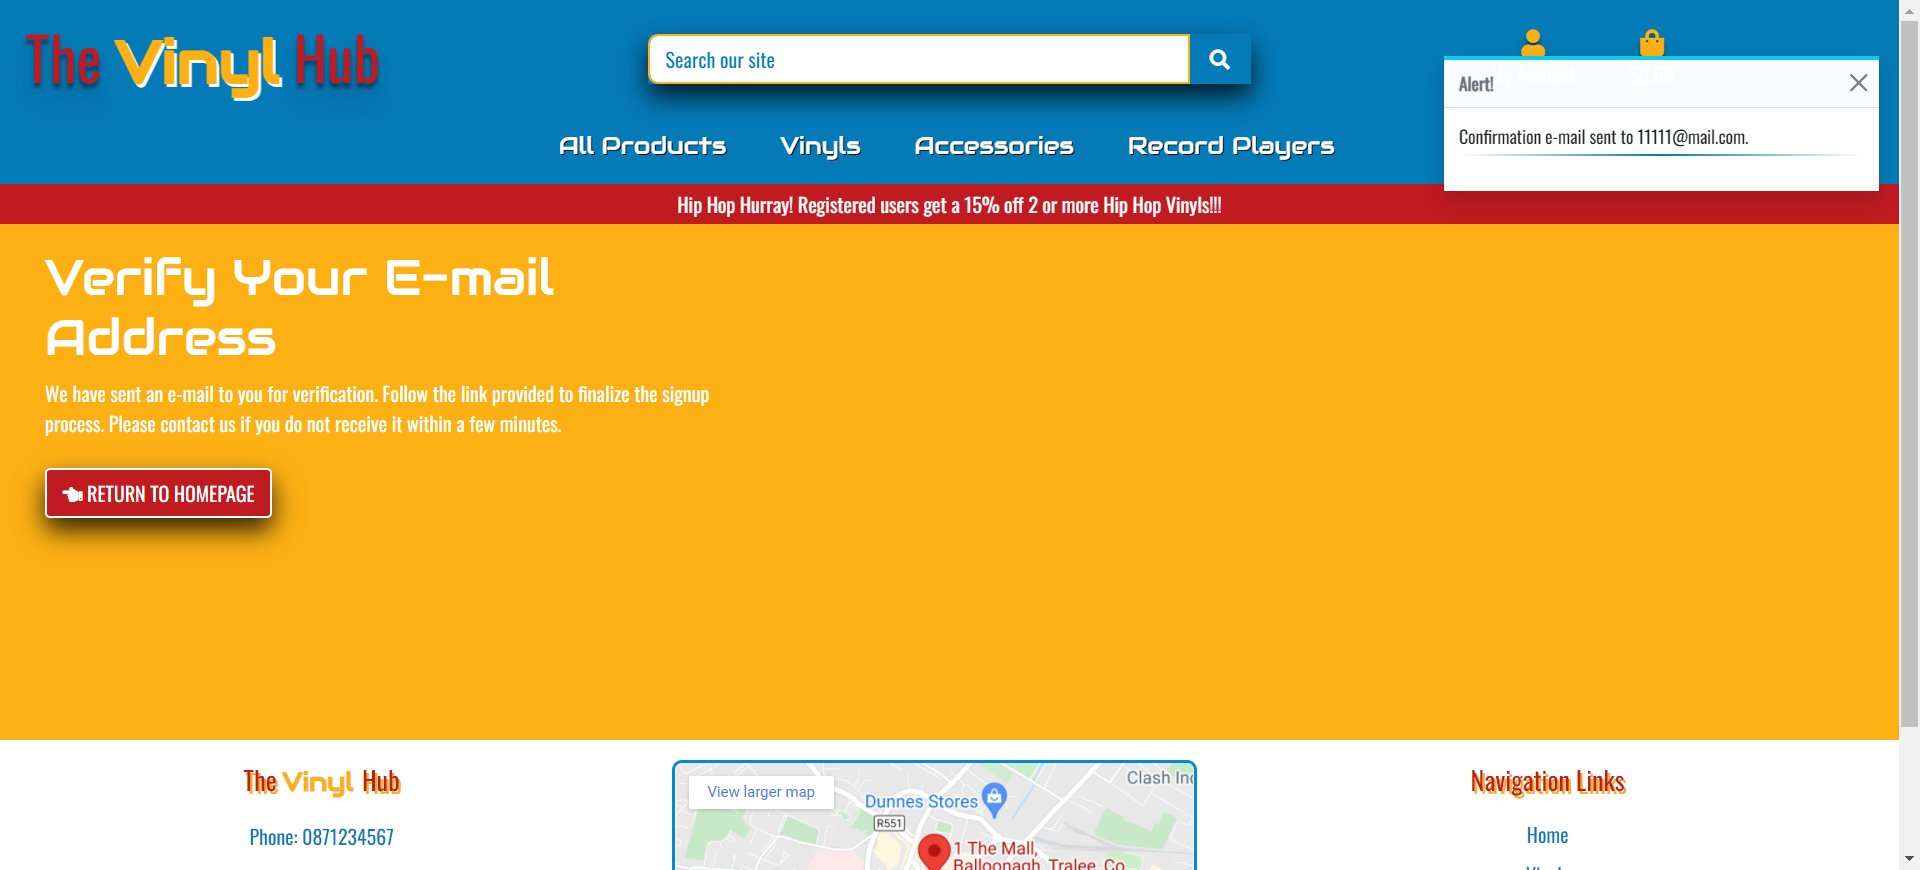 The Vinyl Hub
Search our site
All Products
Vinyls
Accessories
Record Players
Alert!
Confirmation e-mail sent to 11111@mail.com.
Hip Hop Hurray! Registered users get a 15% off 2 or more Hip Hop Vinyls!!!
Verify Your E-mail
Address
We have sent an e-mail to you for verification. Follow the link provided to finalize the signup
process. Please contact us if you do not receive it within a few minutes.
RETURN TO HOMEPAGE
The Vinyl Hub
Phone: 0871234567
View larger map
Dunnes Stores
R551
1 The Mall,
Balloonagh, Tralee, Co
Navigation Links
Home